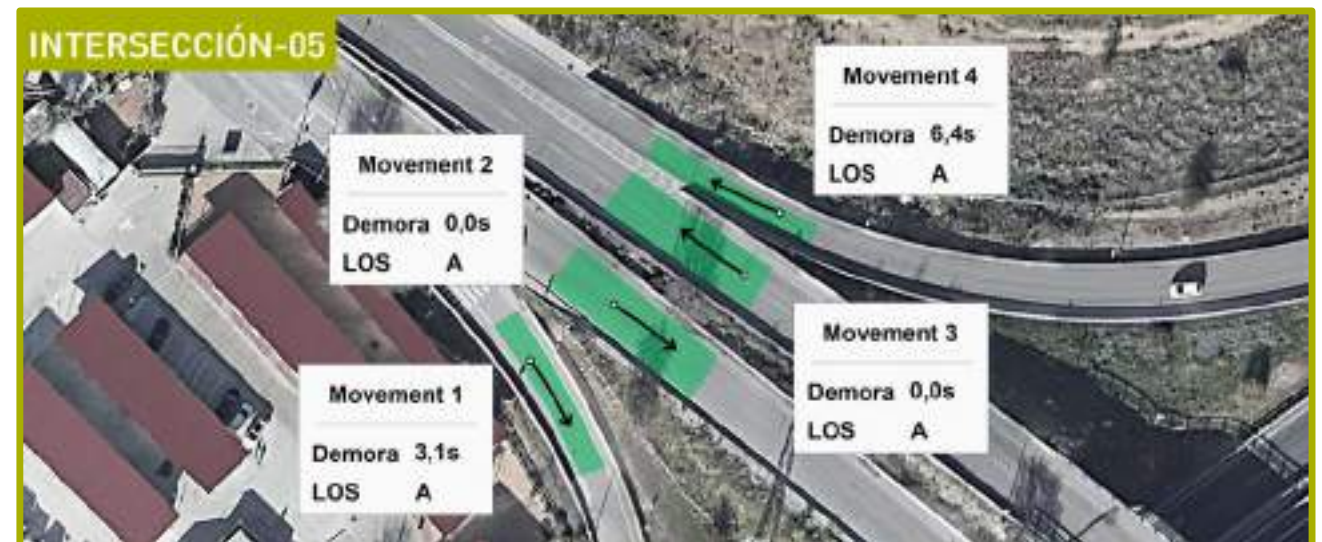 INTERSECCIÓN-05
Movement 4
Demora 6,4s
LOS A
Movement 2
Demora 0,0s
LOS A
Movement 3
Demora 0,0s
LOS A
Movement 1
Demora 3,1s
LOS A